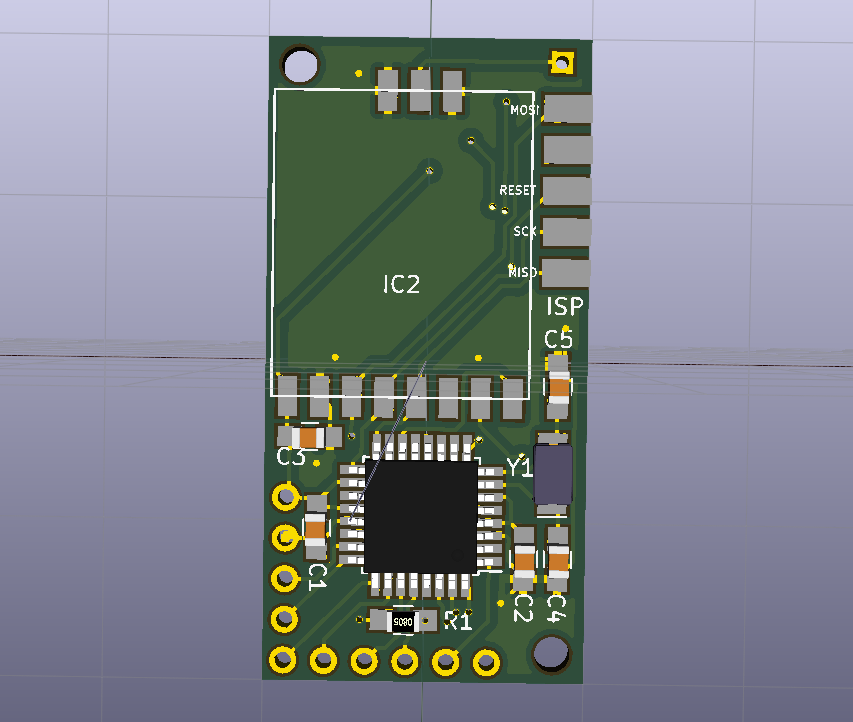 MOSI
RESET
SCK
MISO
IC2
ISP
C5
C3
Y1
C1
C2
C4
R1
0805